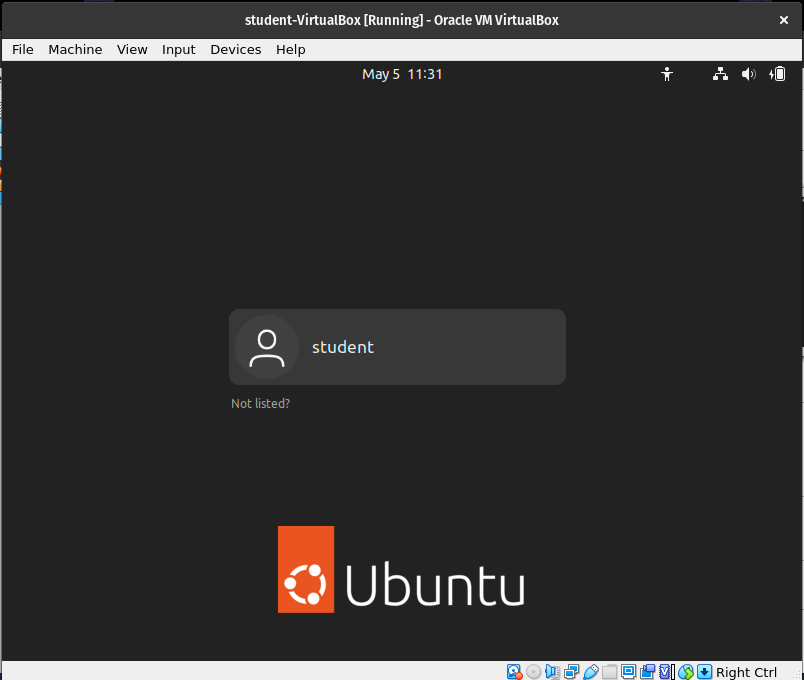 student-VirtualBox [Running] - Oracle VM VirtualBox
File Machine View Input Devices Help
May 5 11:31
student
Not listed?
Ubuntu
Right Ctrl